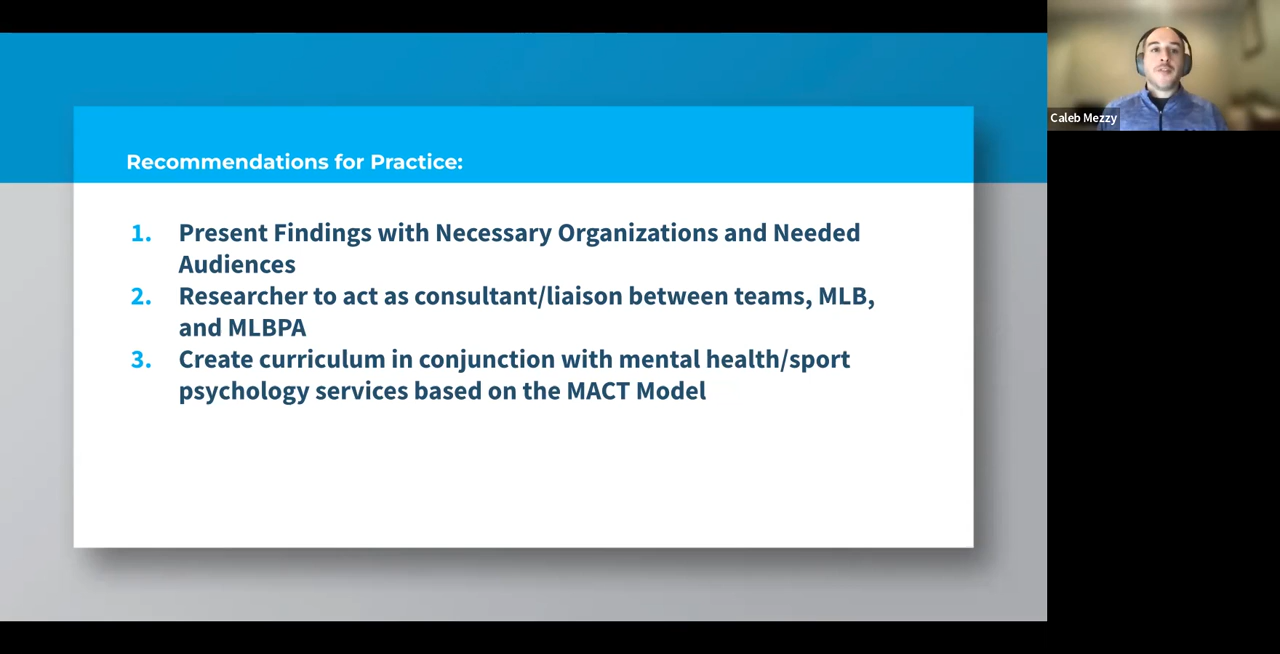 Recommendations for Practice:
1. Present Findings with Necessary Organizations and Needed
Audiences
2. Researcher to act as consultant/liaison between teams, MLB,
and MLBPA
3. Create curriculum in conjunction with mental health/sport
psychology services based on the MACT Model
Caleb Mezzy